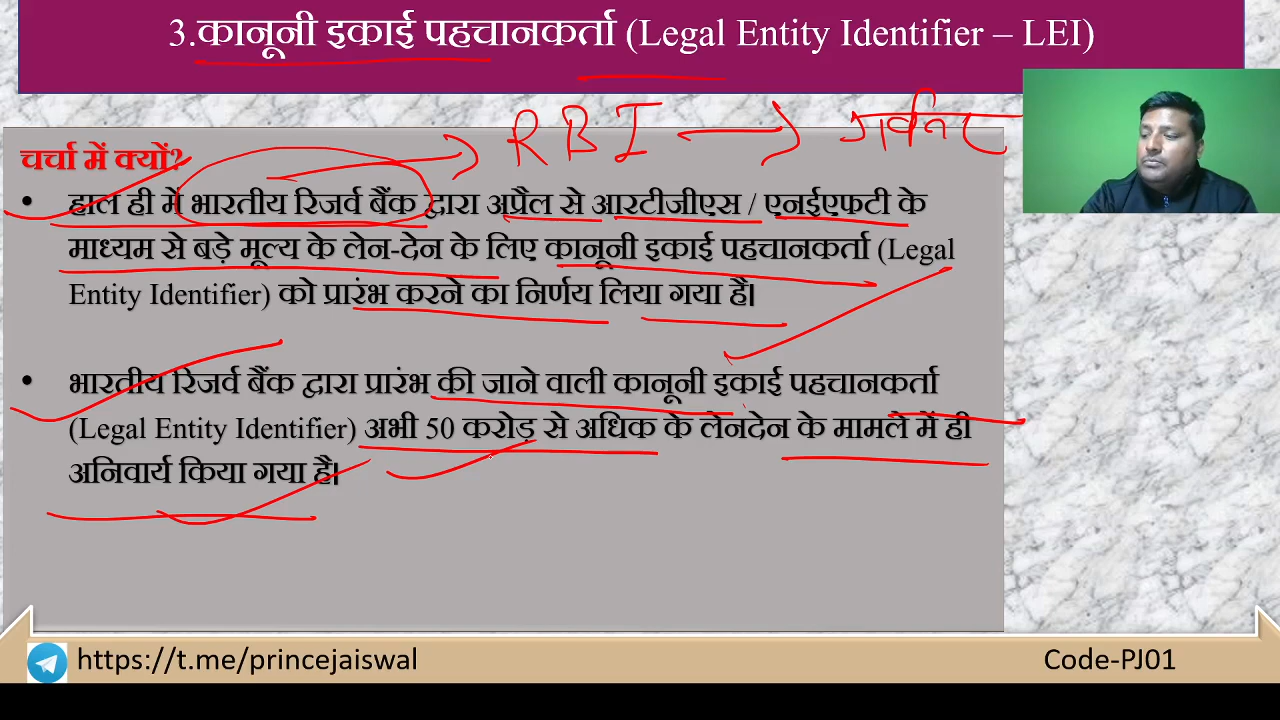 3.कानूनी इकाई पहचानकर्ता (Legal Entity Identifier – LEI)
RBI
चर्चा में क्यों?
• हाल ही में भारतीय रिजर्व बैंक द्वारा अप्रैल से आरटीजीएस / एनईएफटी के
माध्यम से बड़े मूल्य के लेन-देन के लिए कानूनी इकाई पहचानकर्ता (Legal
Entity Identifier) को प्रारंभ करने का निर्णय लिया गया है।
• भारतीय रिजर्व बैंक द्वारा प्रारंभ की जाने वाली कानूनी इकाई पहचानकर्ता
(Legal Entity Identifier) अभी 50 करोड़ से अधिक के लेनदेन के मामले में ही
अनिवार्य किया गया है।
https://t.me/princejaiswal
Code-PJ01